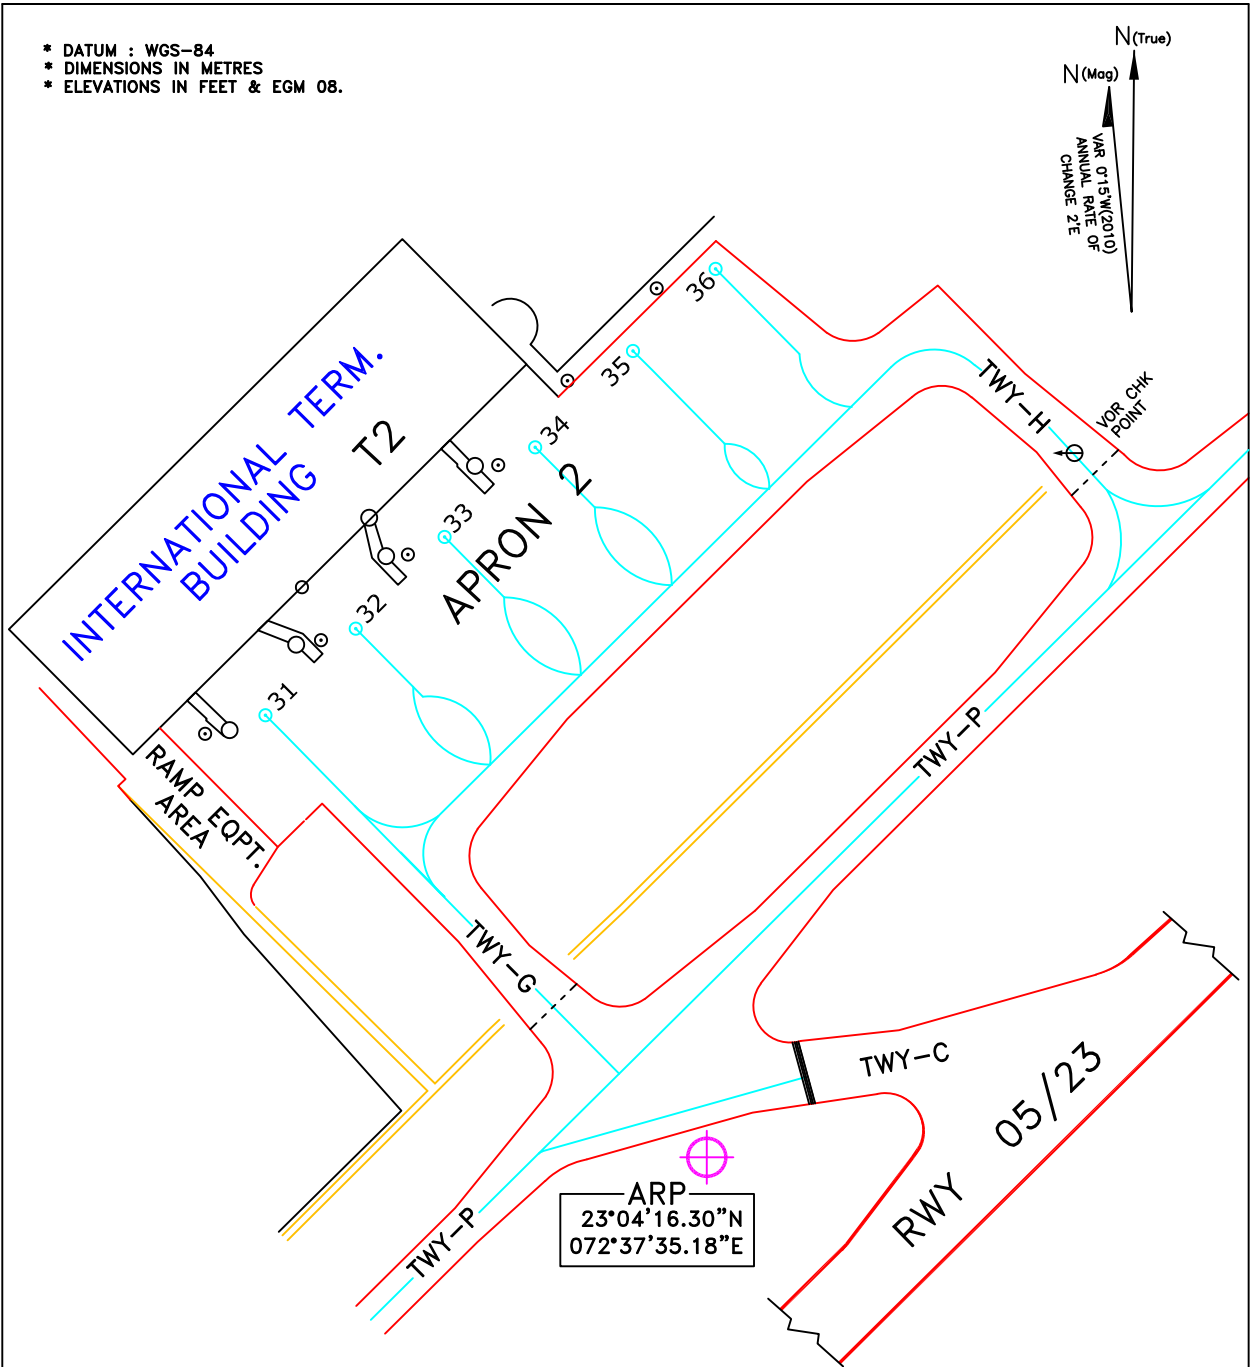 * DATUM : WGS-84
* DIMENSIONS IN METRES
* ELEVATIONS IN FEET & EGM 08.
N(True)
N(Mag)
VAR 0°15'W(2010)
ANNUAL RATE OF
CHANGE 2'E
36
35
34
33
32
31
INTERNATIONAL TERM.
BUILDING
T2
APRON 2
TWY-H
VOR CHK
POINT
TWY-P
RAMP EQPT.
AREA
TWY-G
TWY-C
RWY 05/23
ARP
23°04'16.30"N
072°37'35.18"E
TWY-P